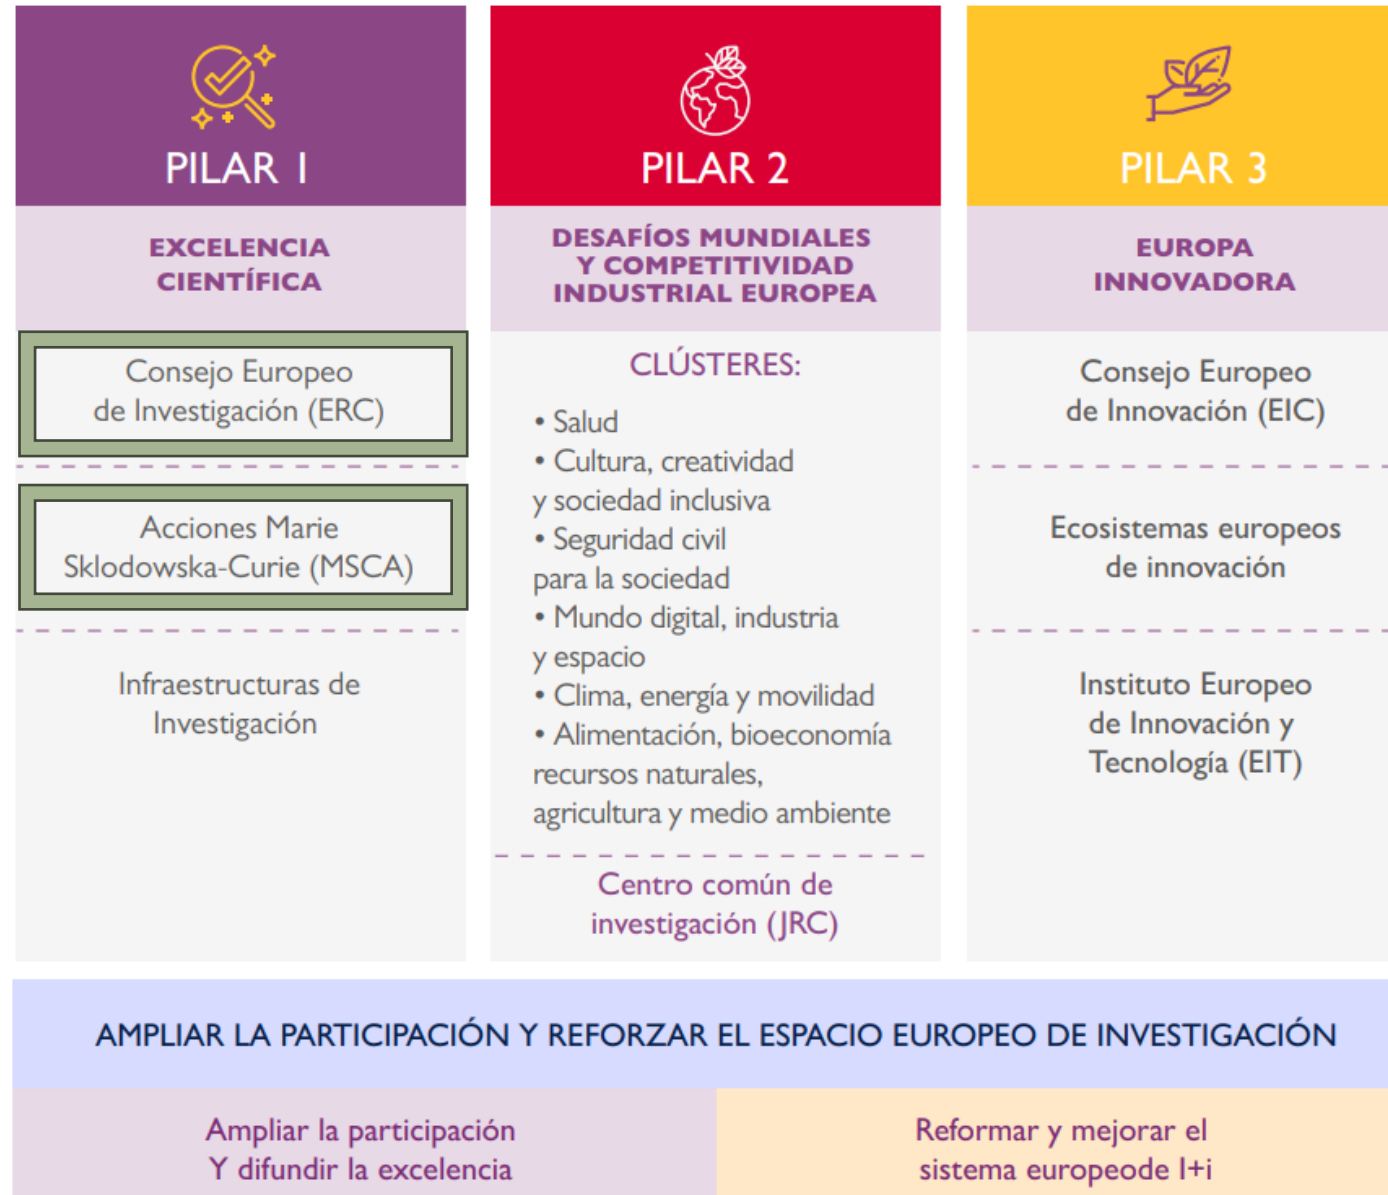 PILAR 1
EXCELENCIA
CIENTÍFICA
Consejo Europeo
de Investigación (ERC)
Acciones Marie
Sklodowska-Curie (MSCA)
Infraestructuras de
Investigación
PILAR 2
DESAFÍOS MUNDIALES
Y COMPETITIVIDAD
INDUSTRIAL EUROPEA
CLÚSTERES:
• Salud
• Cultura, creatividad
y sociedad inclusiva
• Seguridad civil
para la sociedad
• Mundo digital, industria
y espacio
• Clima, energía y movilidad
• Alimentación, bioeconomía
recursos naturales,
agricultura y medio ambiente
Centro común de
investigación (JRC)
PILAR 3
EUROPA
INNOVADORA
Consejo Europeo
de Innovación (EIC)
Ecosistemas europeos
de innovación
Instituto Europeo
de Innovación y
Tecnología (EIT)
AMPLIAR LA PARTICIPACIÓN Y REFORZAR EL ESPACIO EUROPEO DE INVESTIGACIÓN
Ampliar la participación
Y difundir la excelencia
Reformar y mejorar el
sistema europeode I+i